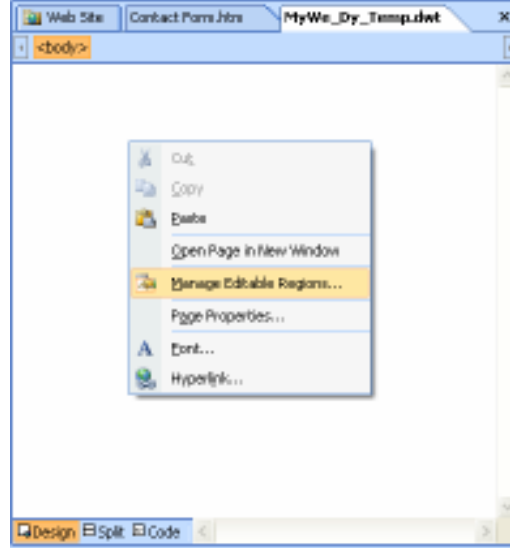 Web Site Contact Form.htm MyWe_Dy_Temp.dwt
<body>
Cut
Copy
Paste
Open Page in New Window
Manage Editable Regions...
Page Properties...
Font...
Hyperlink...
Design Split Code